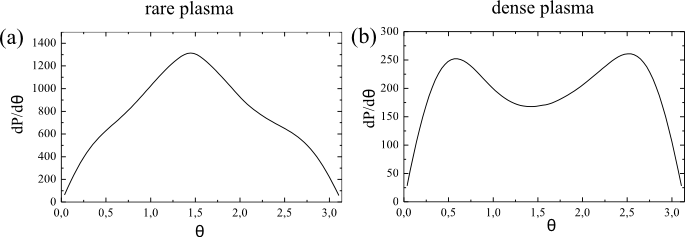 rare plasma
(a)
dP/dθ
1400
1200
1000
800
600
400
200
0
0,0 0,5 1,0 1,5 2,0 2,5 3,0
θ
dense plasma
(b)
dP/dθ
300
250
200
150
100
50
0
0,0 0,5 1,0 1,5 2,0 2,5 3,0
θ